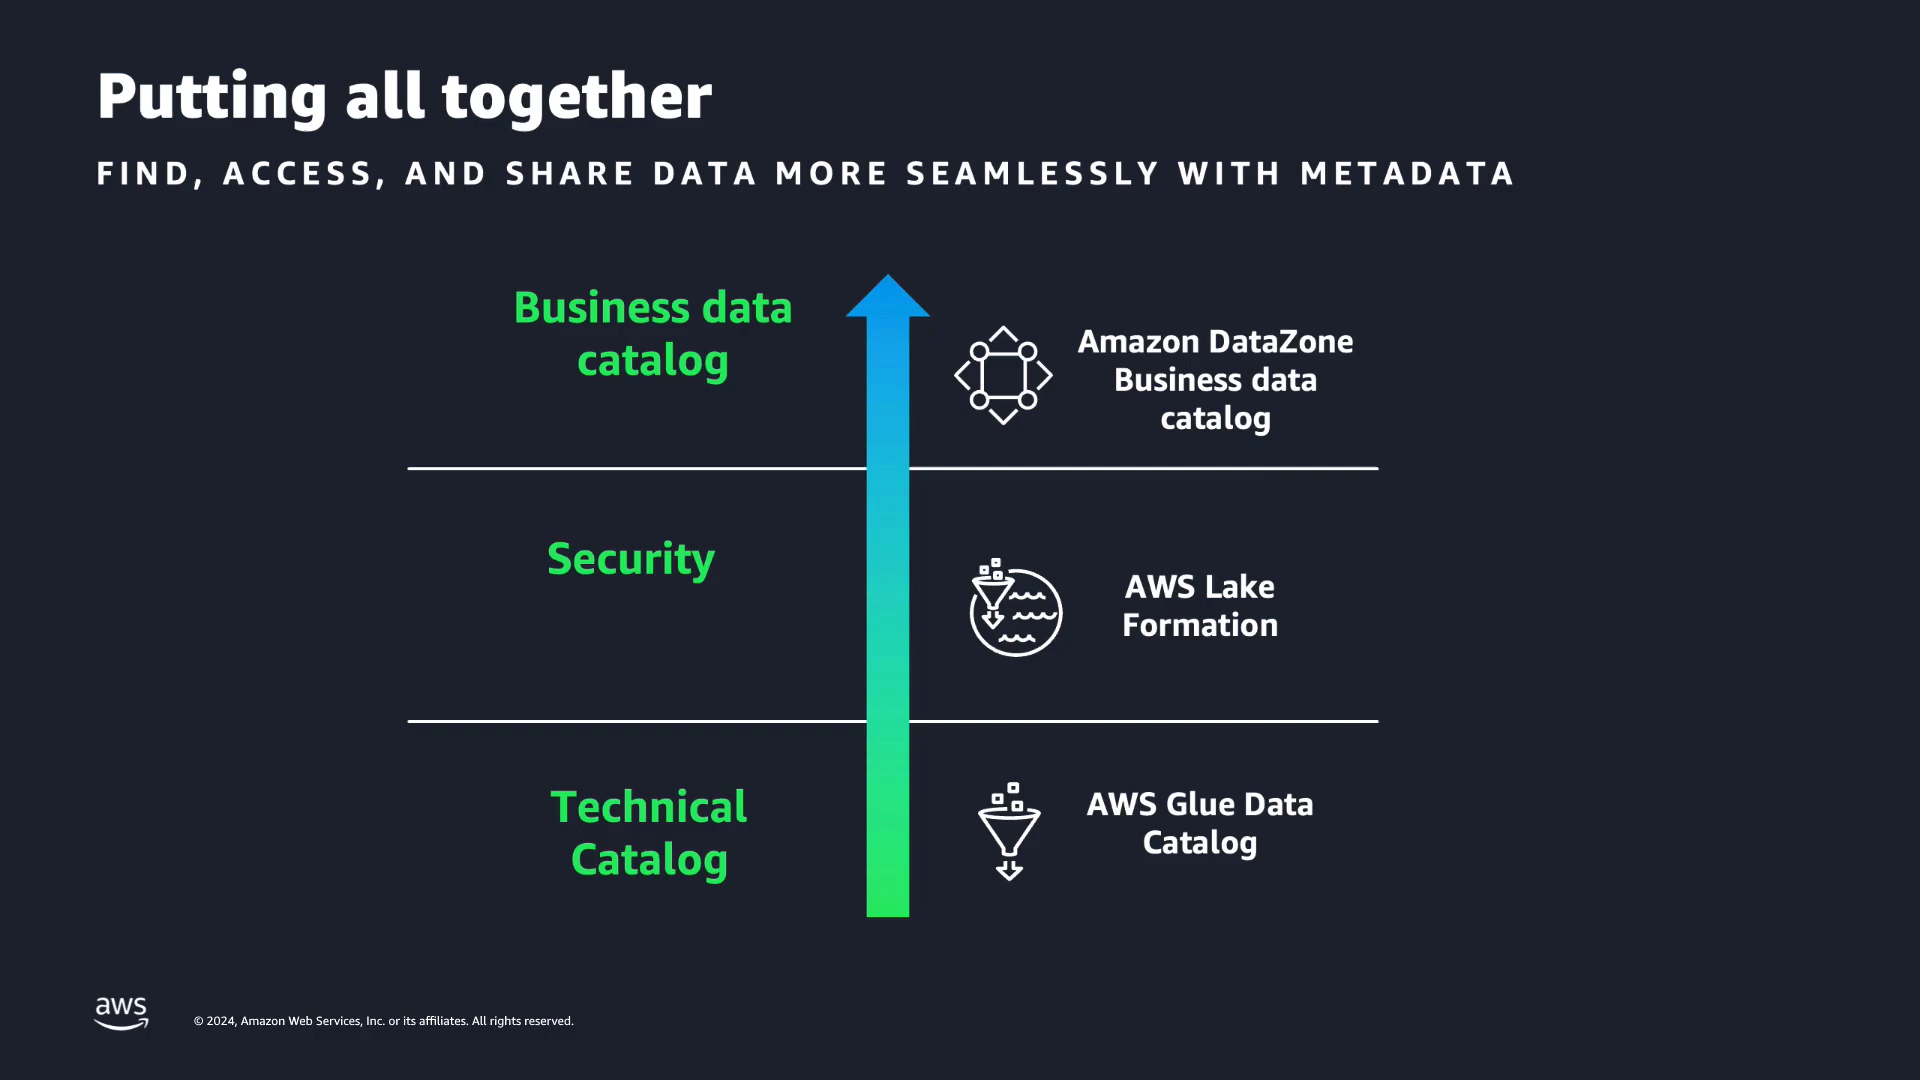 Putting all together
FIND, ACCESS, AND SHARE DATA MORE SEAMLESSLY WITH METADATA
Business data
catalog
Amazon DataZone
Business data
catalog
Security
AWS Lake
Formation
Technical
Catalog
AWS Glue Data
Catalog
aws
© 2024, Amazon Web Services, Inc. or its affiliates. All rights reserved.